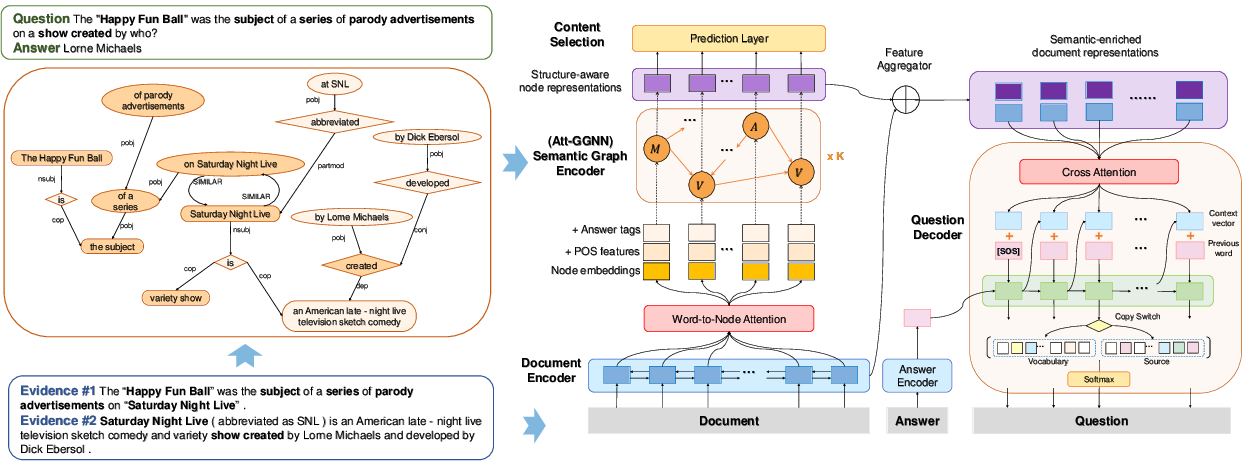 Question The "Happy Fun Ball" was the subject of a series of parody advertisements
on a show created by who?
Answer Lorne Michaels
of parody
advertisements
at SNL
pobj
abbreviated
by Dick Ebersol
pobj
pobj
The Happy Fun Ball
on Saturday Night Live
partmod
developed
nsubj
pobj
SIMILAR
SIMILAR
is
of a
series
Saturday Night Live
by Lorne Michaels
cop
pobj
nsubj
pobj
conj
the subject
is
created
cop
cop
dep
variety show
an American late - night live
television sketch comedy
Evidence #1 The "Happy Fun Ball" was the subject of a series of parody
advertisements on "Saturday Night Live" .
Evidence #2 Saturday Night Live ( abbreviated as SNL ) is an American late - night live
television sketch comedy and variety show created by Lorne Michaels and developed by
Dick Ebersol .
Content
Selection
Prediction Layer
Structure-aware
node representations
...
(Att-GGNN)
Semantic Graph
Encoder
M
...
A
...
V
V
x K
+ Answer tags
+ POS features
...
Node embeddings
Word-to-Node Attention
Document
Encoder
...
Document
Feature
Aggregator
Answer
Encoder
Answer
Semantic-enriched
document representations
......
Cross Attention
Question
Decoder
...
Context
vector
+
+
+
+
[SOS]
...
Previous
word
...
Copy Switch
...
...
Vocabulary
Source
Softmax
Question